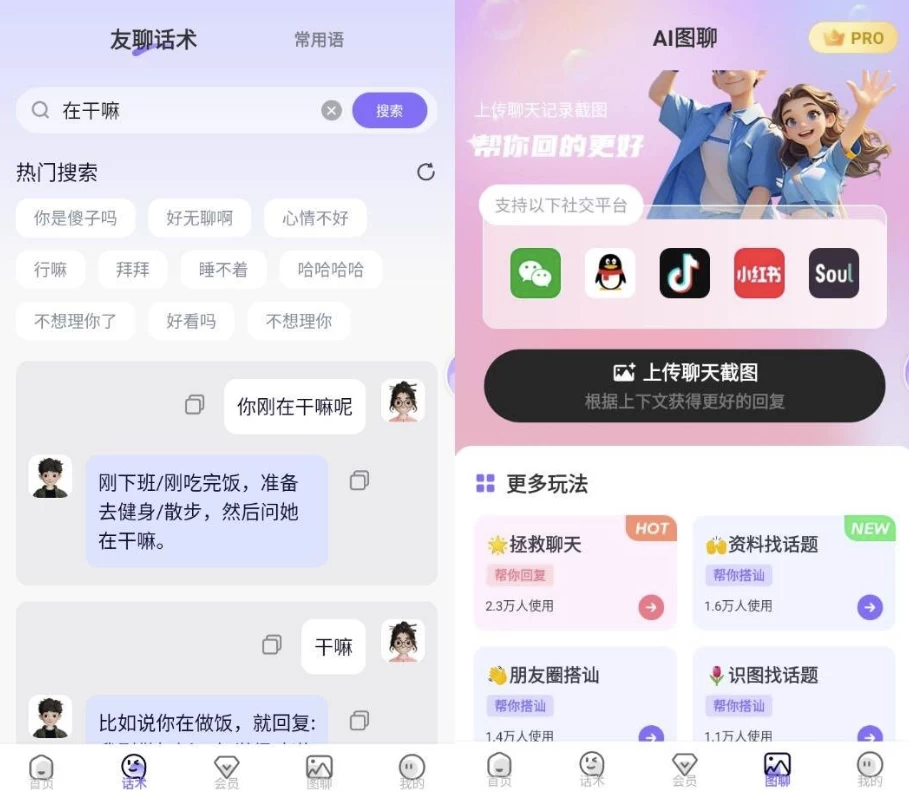 友聊话术
常用语
在干嘛
搜索
热门搜索
你是傻子吗
好无聊啊
心情不好
行嘛
拜拜
睡不着
哈哈哈哈
不想理你了
好看吗
不想理你
你刚在干嘛呢
刚下班/刚吃完饭，准备
去健身/散步，然后问她
在干嘛。
干嘛
比如说你在做饭，就回复:
首页
话术
会员
图聊
我的
AI图聊
PRO
上传聊天记录截图
帮你回的更好
支持以下社交平台
小红书
Soul
上传聊天截图
根据上下文获得更好的回复
更多玩法
HOT
拯救聊天
帮你回复
2.3万人使用
NEW
资料找话题
帮你搭讪
1.6万人使用
朋友圈搭讪
帮你搭讪
1.4万人使用
识图找话题
帮你搭讪
1.1万人使用
首页
话术
会员
图聊
我的